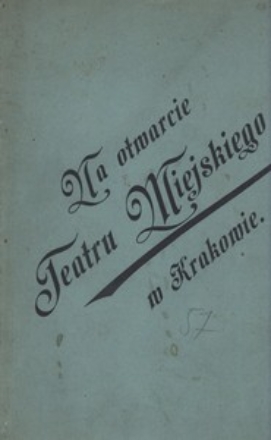 Na otwarcie
Teatru Miejskiego
w Krakowie.
57